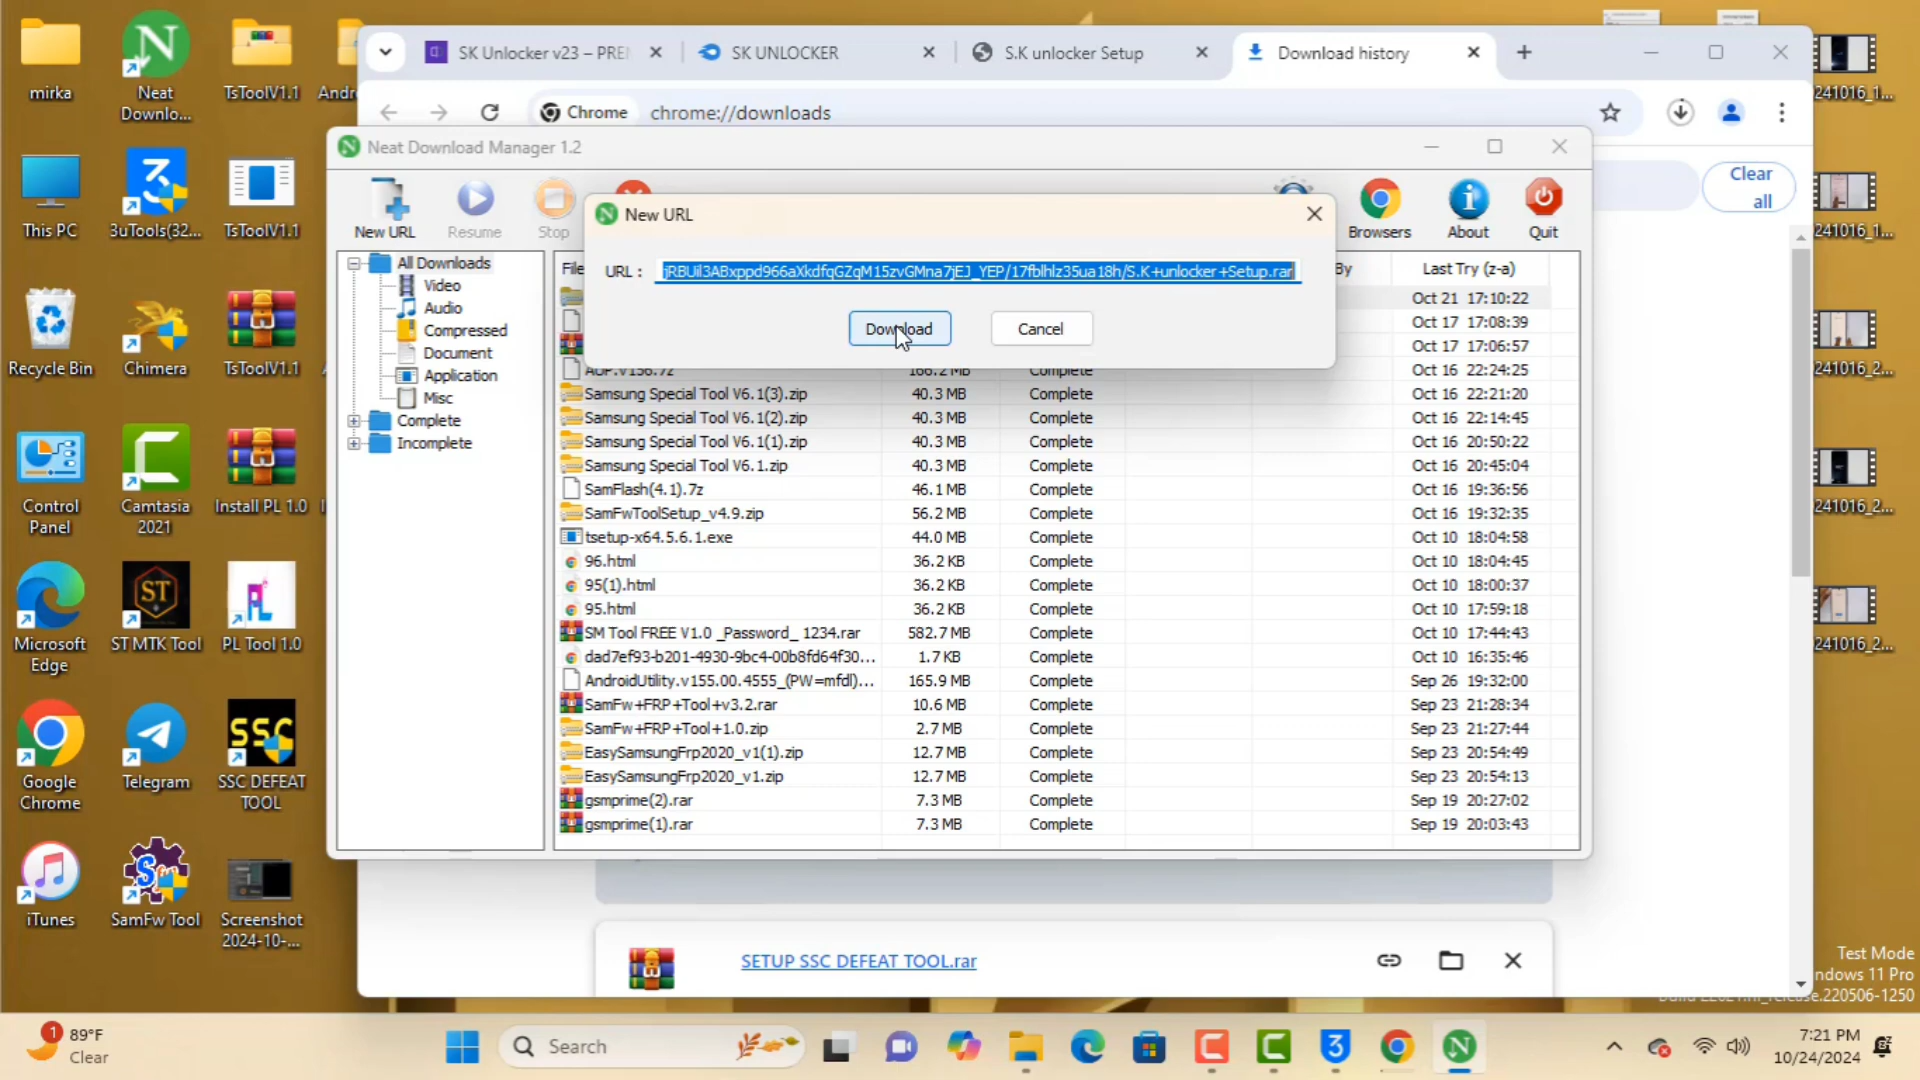 SK Unlocker v23 – PRE
SK UNLOCKER
S.K unlocker Setup
Download history
Chrome
chrome://downloads
Clear all
Neat Download Manager 1.2
New URL
Resume
Stop
Browsers
About
Quit
New URL
URL :
jRBUil3ABxppd966aXkdfqGZqM15zvGMna7jEJ_YEP/17fblhlz35ua18h/S.K+unlocker+Setup.rar
Download
Cancel
All Downloads
Video
Audio
Compressed
Document
Application
Misc
Complete
Incomplete
File
By
Last Try (z-a)
Oct 21 17:10:22
Oct 17 17:08:39
Oct 17 17:06:57
AUP.v156.7z 166.2 MB Complete Oct 16 22:24:25
Samsung Special Tool V6.1(3).zip 40.3 MB Complete Oct 16 22:21:20
Samsung Special Tool V6.1(2).zip 40.3 MB Complete Oct 16 22:14:45
Samsung Special Tool V6.1(1).zip 40.3 MB Complete Oct 16 20:50:22
Samsung Special Tool V6.1.zip 40.3 MB Complete Oct 16 20:45:04
SamFlash(4.1).7z 46.1 MB Complete Oct 16 19:36:56
SamFwToolSetup_v4.9.zip 56.2 MB Complete Oct 16 19:32:35
tsetup-x64.5.6.1.exe 44.0 MB Complete Oct 10 18:04:58
96.html 36.2 KB Complete Oct 10 18:04:45
95(1).html 36.2 KB Complete Oct 10 18:00:37
95.html 36.2 KB Complete Oct 10 17:59:18
SM Tool FREE V1.0 _Password_ 1234.rar 582.7 MB Complete Oct 10 17:44:43
dad7ef93-b201-4930-9bc4-00b8fd64f30... 1.7 KB Complete Oct 10 16:35:46
AndroidUtility.v155.00.4555_(PW=mfdl)... 165.9 MB Complete Sep 26 19:32:00
SamFw+FRP+Tool+v3.2.rar 10.6 MB Complete Sep 23 21:28:34
SamFw+FRP+Tool+1.0.zip 2.7 MB Complete Sep 23 21:27:44
EasySamsungFrp2020_v1(1).zip 12.7 MB Complete Sep 23 20:54:49
EasySamsungFrp2020_v1.zip 12.7 MB Complete Sep 23 20:54:13
gsmprime(2).rar 7.3 MB Complete Sep 19 20:27:02
gsmprime(1).rar 7.3 MB Complete Sep 19 20:03:43
SETUP SSC DEFEAT TOOL.rar
mirka
Neat Downlo...
TsToolV1.1
Andr
This PC
3uTools(32...
TsToolV1.1
Recycle Bin
Chimera
TsToolV1.1
Control Panel
Camtasia 2021
Install PL 1.0
Microsoft Edge
ST MTK Tool
PL Tool 1.0
Google Chrome
Telegram
SSC DEFEAT TOOL
iTunes
SamFw Tool
Screenshot 2024-10-...
241016_1...
241016_1...
241016_2...
241016_2...
241016_2...
Test Mode
ndows 11 Pro
1
89°F
Clear
Search
7:21 PM
10/24/2024